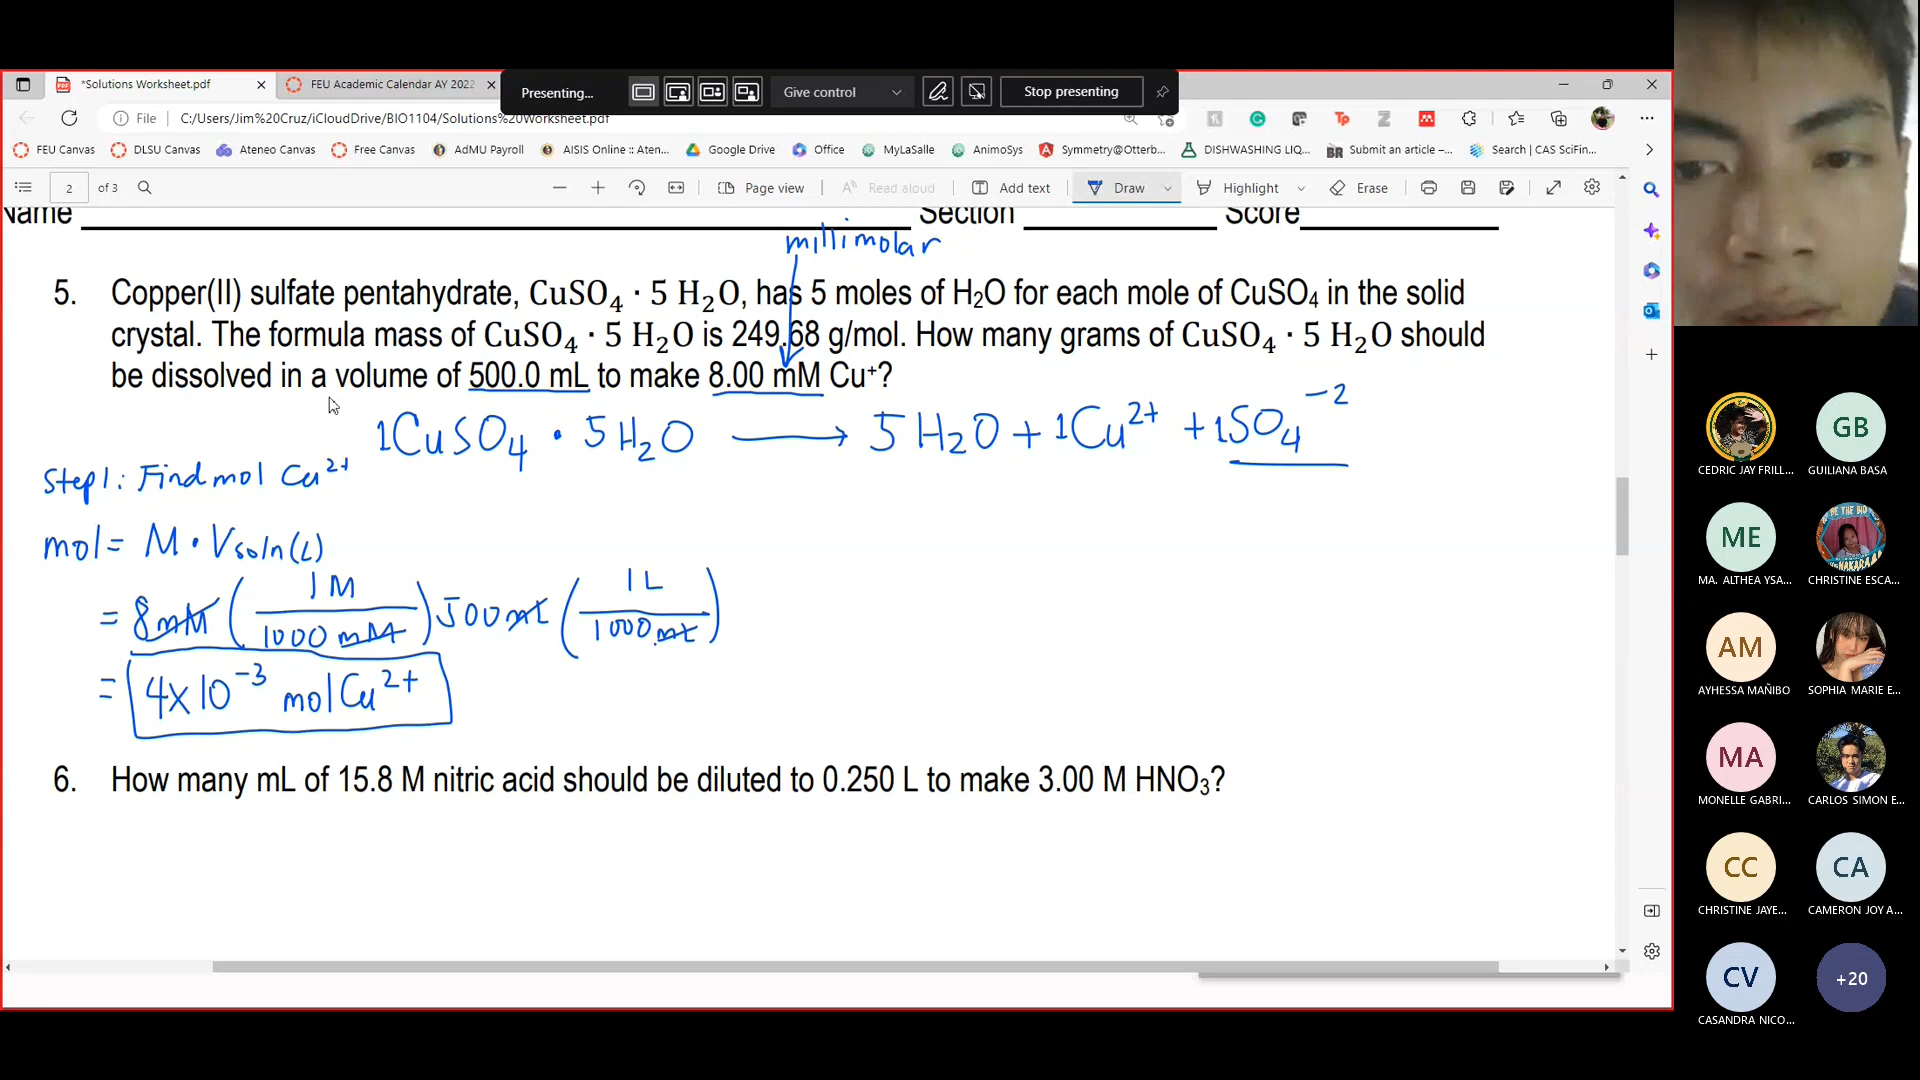 *Solutions Worksheet.pdf
FEU Academic Calendar AY 2022
Presenting...
Give control
Stop presenting
File
C:/Users/Jim%20Cruz/iCloudDrive/BIO1104/Solutions%20Worksheet.pdf
FEU Canvas
DLSU Canvas
Ateneo Canvas
Free Canvas
AdMU Payroll
AISIS Online :: Aten...
Google Drive
Office
MyLaSalle
AnimoSys
Symmetry@Otterb...
DISHWASHING LIQ...
Submit an article –...
Search | CAS SciFin...
2
of 3
Page view
Read aloud
Add text
Draw
Highlight
Erase
Name Section Score
millimolar
5. Copper(II) sulfate pentahydrate, CuSO₄ · 5 H₂O, has 5 moles of H₂O for each mole of CuSO₄ in the solid
crystal. The formula mass of CuSO₄ · 5 H₂O is 249.68 g/mol. How many grams of CuSO₄ · 5 H₂O should
be dissolved in a volume of 500.0 mL to make 8.00 mM Cu⁺?
1CuSO₄ · 5H₂O → 5H₂O + 1Cu²⁺ + 1SO₄⁻²
Step1: Find mol Cu²⁺
mol = M · Vsoln(L)
= 8mM (1M / 1000mM) 500mL (1L / 1000mL)
= 4x10⁻³ mol Cu²⁺
6. How many mL of 15.8 M nitric acid should be diluted to 0.250 L to make 3.00 M HNO₃?
CEDRIC JAY FRILL...
GB
GUILIANA BASA
ME
MA. ALTHEA YSA...
CHRISTINE ESCA...
AM
AYHESSA MAÑIBO
SOPHIA MARIE E...
MA
MONELLE GABRI...
CARLOS SIMON E...
CC
CHRISTINE JAYE...
CA
CAMERON JOY A...
CV
CASANDRA NICO...
+20